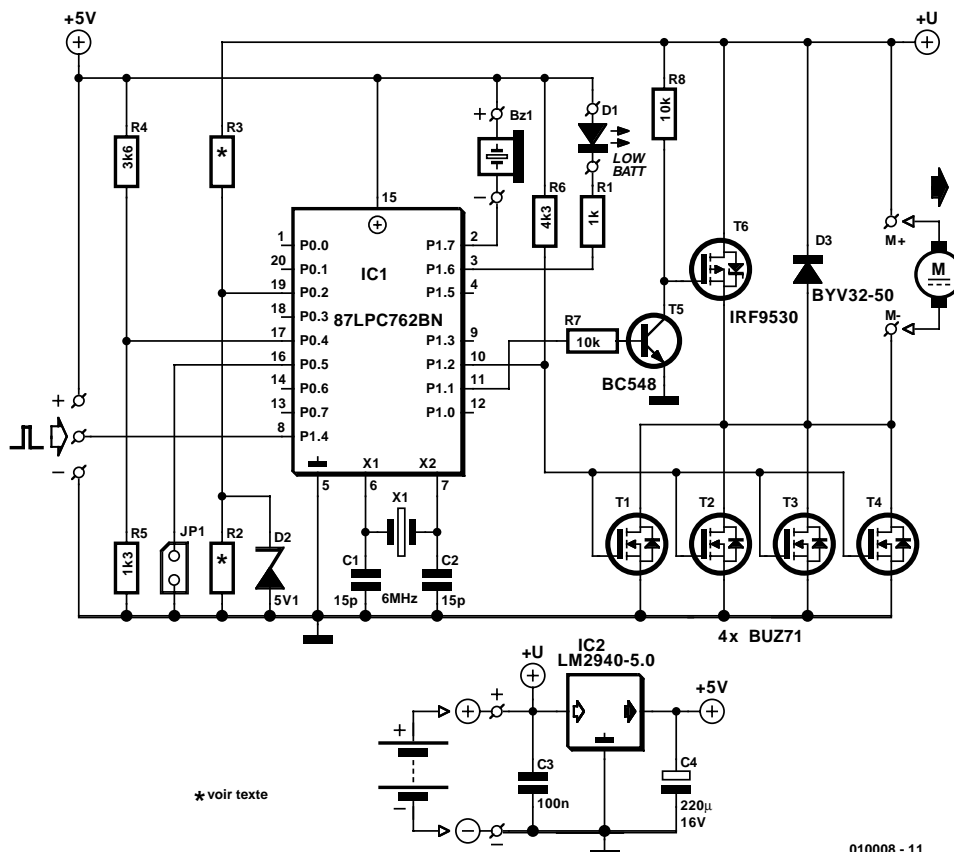 +5V
+U
R4
3k6
R3
*
Bz1
+
−
D1
LOW
BATT
R8
10k
R6
4k3
R1
1k
15
T6
IRF9530
D3
BYV32-50
M+
M
M-
1 P0.0
20 P0.1
19 P0.2
18 P0.3
17 P0.4
16 P0.5
14 P0.6
13 P0.7
8 P1.4
IC1
87LPC762BN
P1.7 2
P1.6 3
P1.5 4
P1.3 9
P1.2 10
P1.1 11
P1.0 12
X1
X2
5
6
7
R7
10k
T5
BC548
+
−
R5
1k3
JP1
R2
*
D2
5V1
X1
6MHz
C1
15p
C2
15p
T1
T2
T3
T4
4x BUZ71
IC2
LM2940-5.0
+U
+5V
+
+
+
−
−
−
C3
100n
C4
220µ
16V
* voir texte
010008 - 11